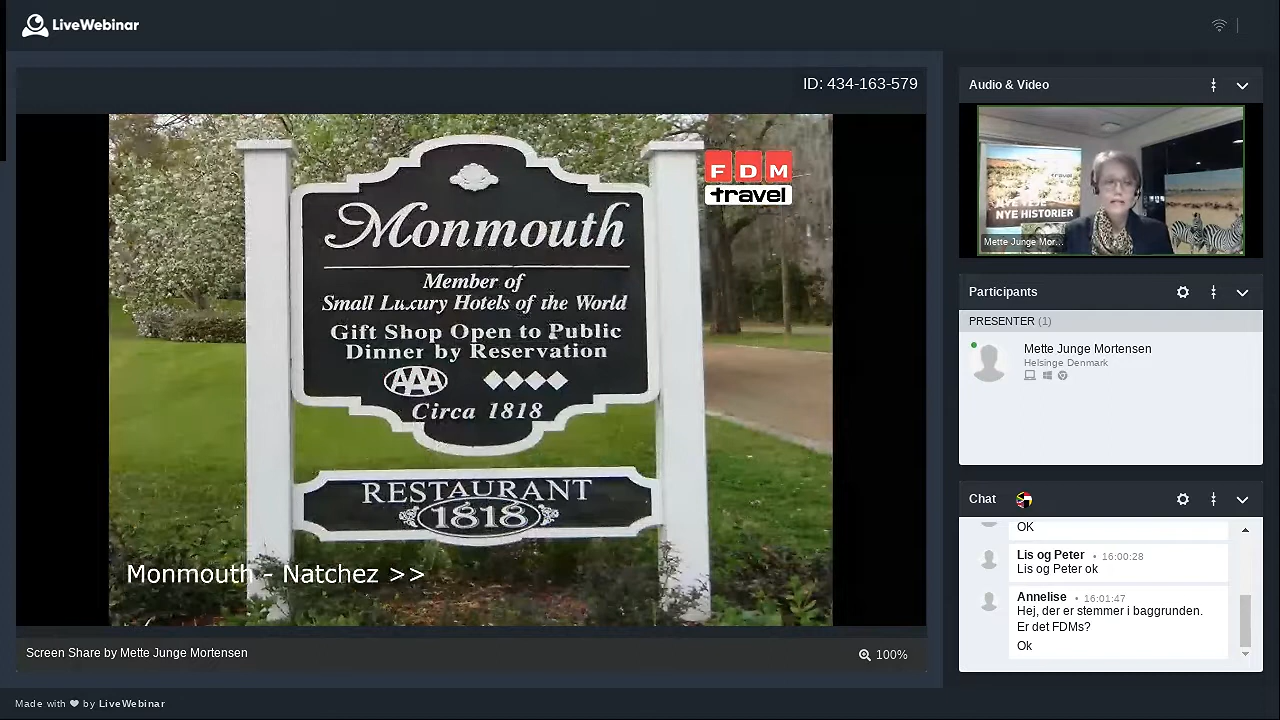 LiveWebinar
ID: 434-163-579
Monmouth
Member of
Small Luxury Hotels of the World
Gift Shop Open to Public
Dinner by Reservation
AAA
Circa 1818
RESTAURANT
1818
FDM
travel
Monmouth - Natchez >>
Screen Share by Mette Junge Mortensen
100%
Audio & Video
travel
NYE VEJE
NYE HISTORIER
Mette Junge Mor...
Participants
PRESENTER (1)
Mette Junge Mortensen
Helsinge Denmark
Chat
OK
Lis og Peter • 16:00:28
Lis og Peter ok
Annelise • 16:01:47
Hej, der er stemmer i baggrunden.
Er det FDMs?
Ok
Made with ❤ by LiveWebinar